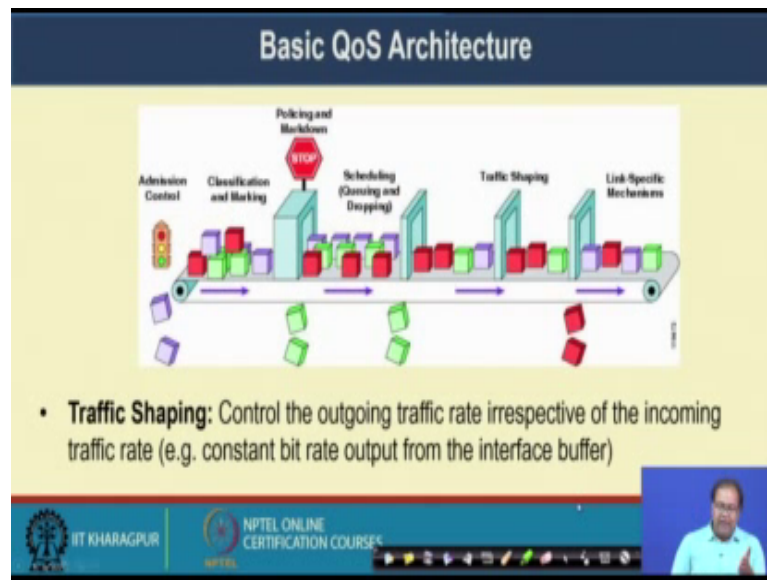 Basic QoS Architecture
Policing and
Markdown
STOP
Admission
Control
Classification
and Marking
Scheduling
(Queuing and
Dropping)
Traffic Shaping
Link-Specific
Mechanisms
• Traffic Shaping: Control the outgoing traffic rate irrespective of the incoming
traffic rate (e.g. constant bit rate output from the interface buffer)
IIT KHARAGPUR
NPTEL ONLINE
CERTIFICATION COURSES
NPTEL